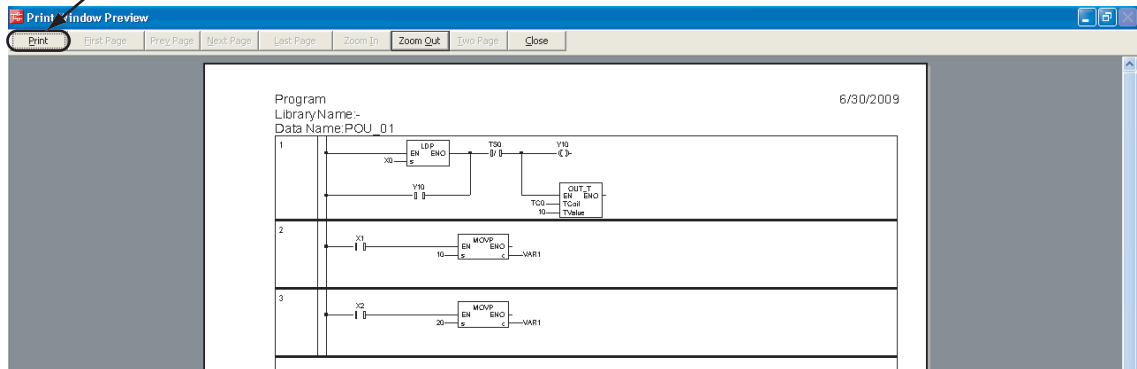 Print Window Preview
Print First Page Prev Page Next Page Last Page Zoom In Zoom Out Two Page Close
Program 6/30/2009
LibraryName:-
Data Name:POU_01
1
LDP TS0 Y10
EN ENO
X0 s
Y10
OUT_T
EN ENO
TC0 TCoil
10 TValue
2
X1 MOVP
EN ENO
10 s d VAR1
3
X2 MOVP
EN ENO
20 s d VAR1